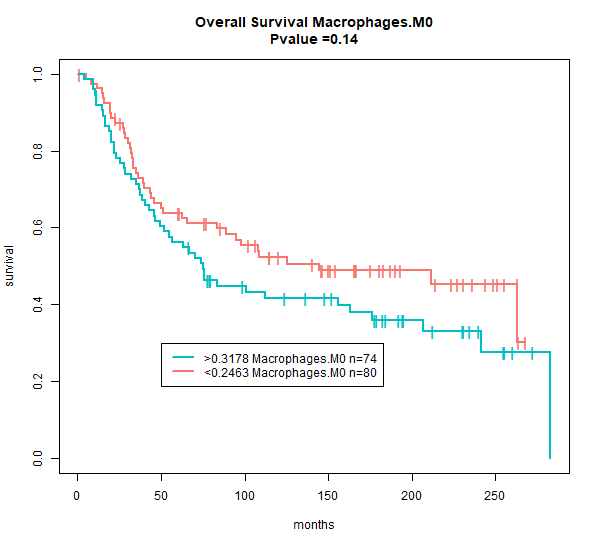 Overall Survival Macrophages.M0
Pvalue =0.14
survival
1.0
0.8
0.6
0.4
0.2
0.0
>0.3178 Macrophages.M0 n=74
<0.2463 Macrophages.M0 n=80
0 50 100 150 200 250
months